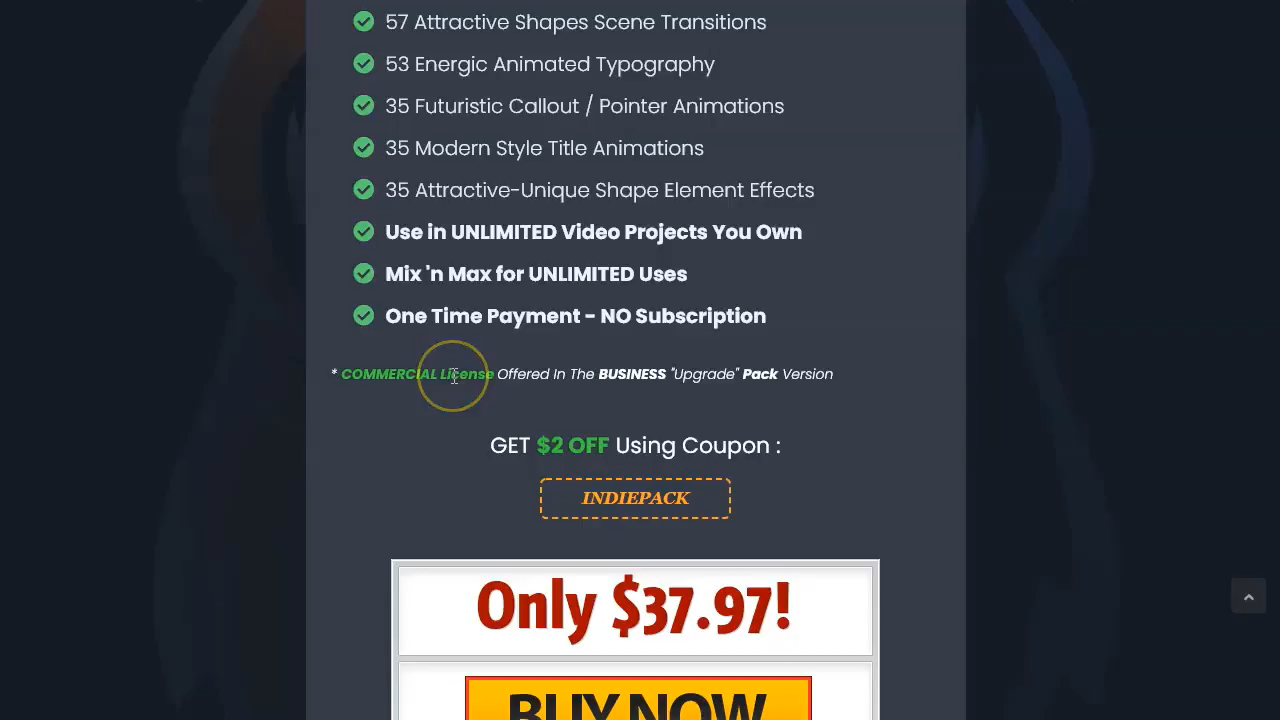 57 Attractive Shapes Scene Transitions
53 Energic Animated Typography
35 Futuristic Callout / Pointer Animations
35 Modern Style Title Animations
35 Attractive-Unique Shape Element Effects
Use in UNLIMITED Video Projects You Own
Mix 'n Max for UNLIMITED Uses
One Time Payment - NO Subscription
* COMMERCIAL License Offered In The BUSINESS "Upgrade" Pack Version
GET $2 OFF Using Coupon :
INDIEPACK
Only $37.97!
BUY NOW